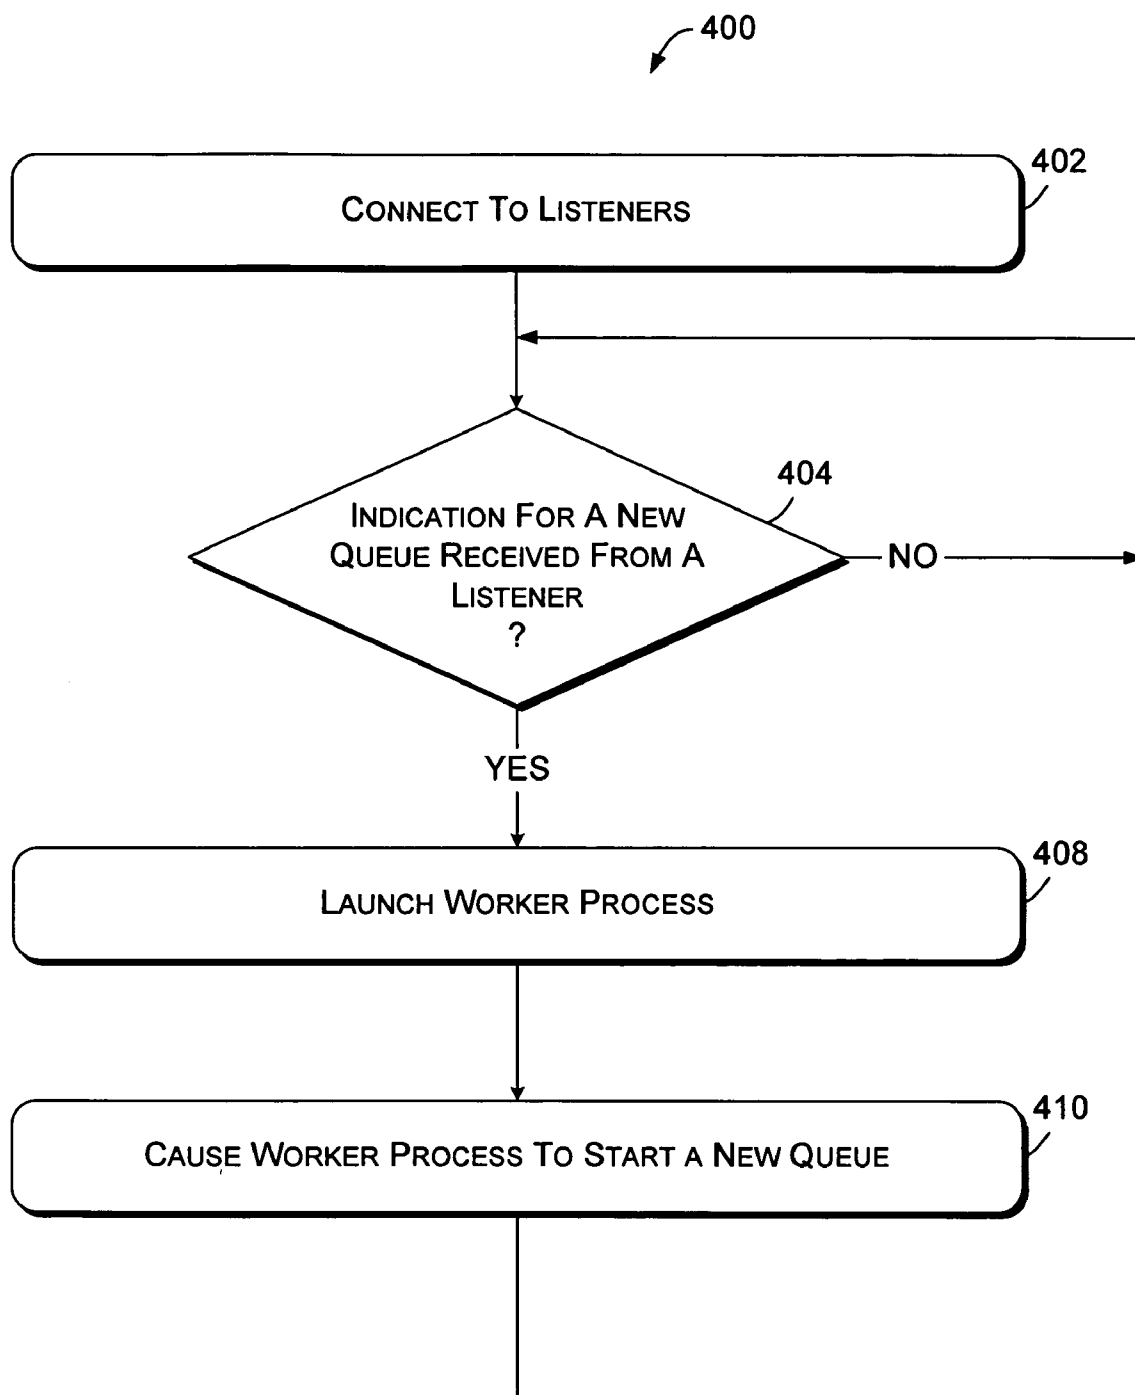 400
402
CONNECT TO LISTENERS
404
INDICATION FOR A NEW
QUEUE RECEIVED FROM A
LISTENER
?
NO
YES
408
LAUNCH WORKER PROCESS
410
CAUSE WORKER PROCESS TO START A NEW QUEUE